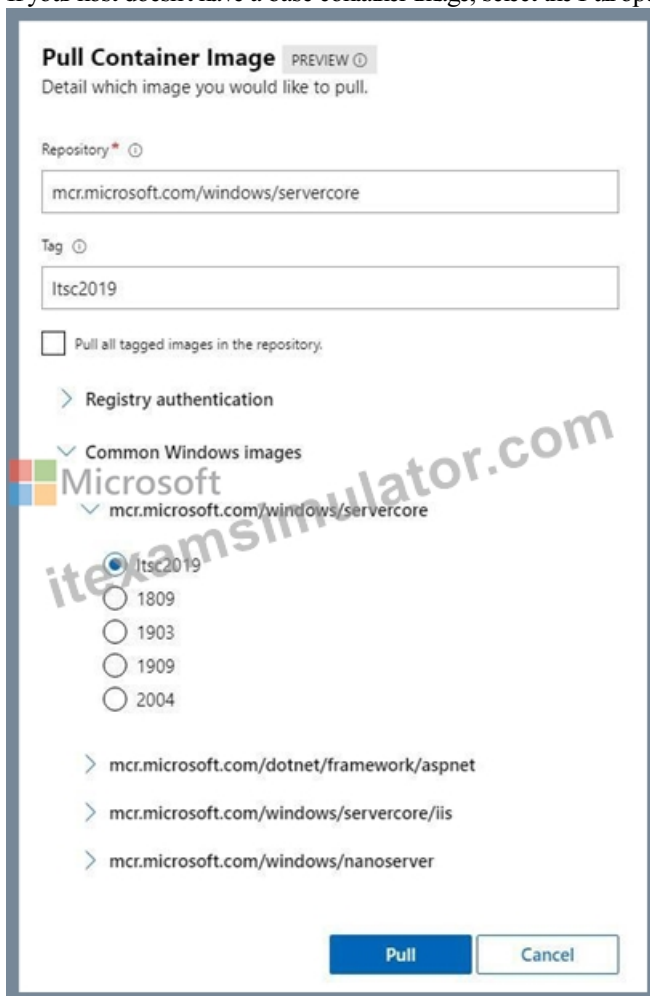 Pull Container Image PREVIEW
Detail which image you would like to pull.
Repository*
mcr.microsoft.com/windows/servercore
Tag
ltsc2019
Pull all tagged images in the repository.
Registry authentication
Common Windows images
Microsoft
mcr.microsoft.com/windows/servercore
itexamsimulator.com
ltsc2019
1809
1903
1909
2004
mcr.microsoft.com/dotnet/framework/aspnet
mcr.microsoft.com/windows/servercore/iis
mcr.microsoft.com/windows/nanoserver
Pull Cancel